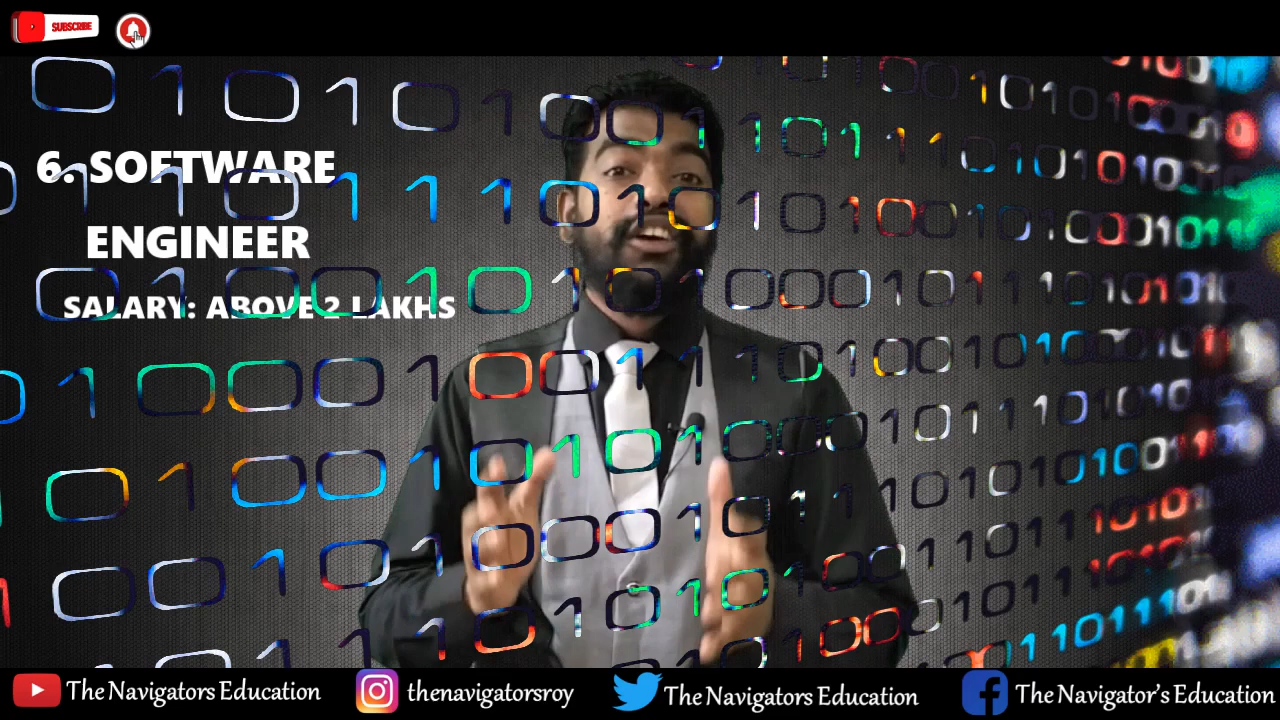 SUBSCRIBE
6. SOFTWARE
ENGINEER
SALARY: ABOVE 2 LAKHS
The Navigators Education
thenavigatorsroy
The Navigators Education
The Navigator's Education